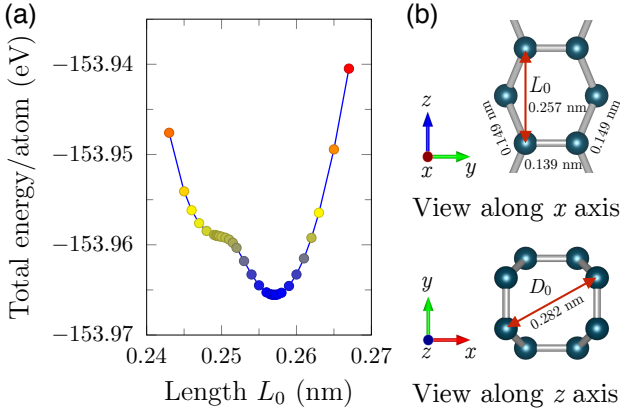 (a)
Total energy/atom (eV)
−153.94
−153.95
−153.96
−153.97
0.24
0.25
0.26
0.27
Length L₀ (nm)
(b)
z
y
x
L₀
0.257 nm
0.149 nm
0.149 nm
0.139 nm
View along x axis
y
z
x
D₀
0.282 nm
View along z axis